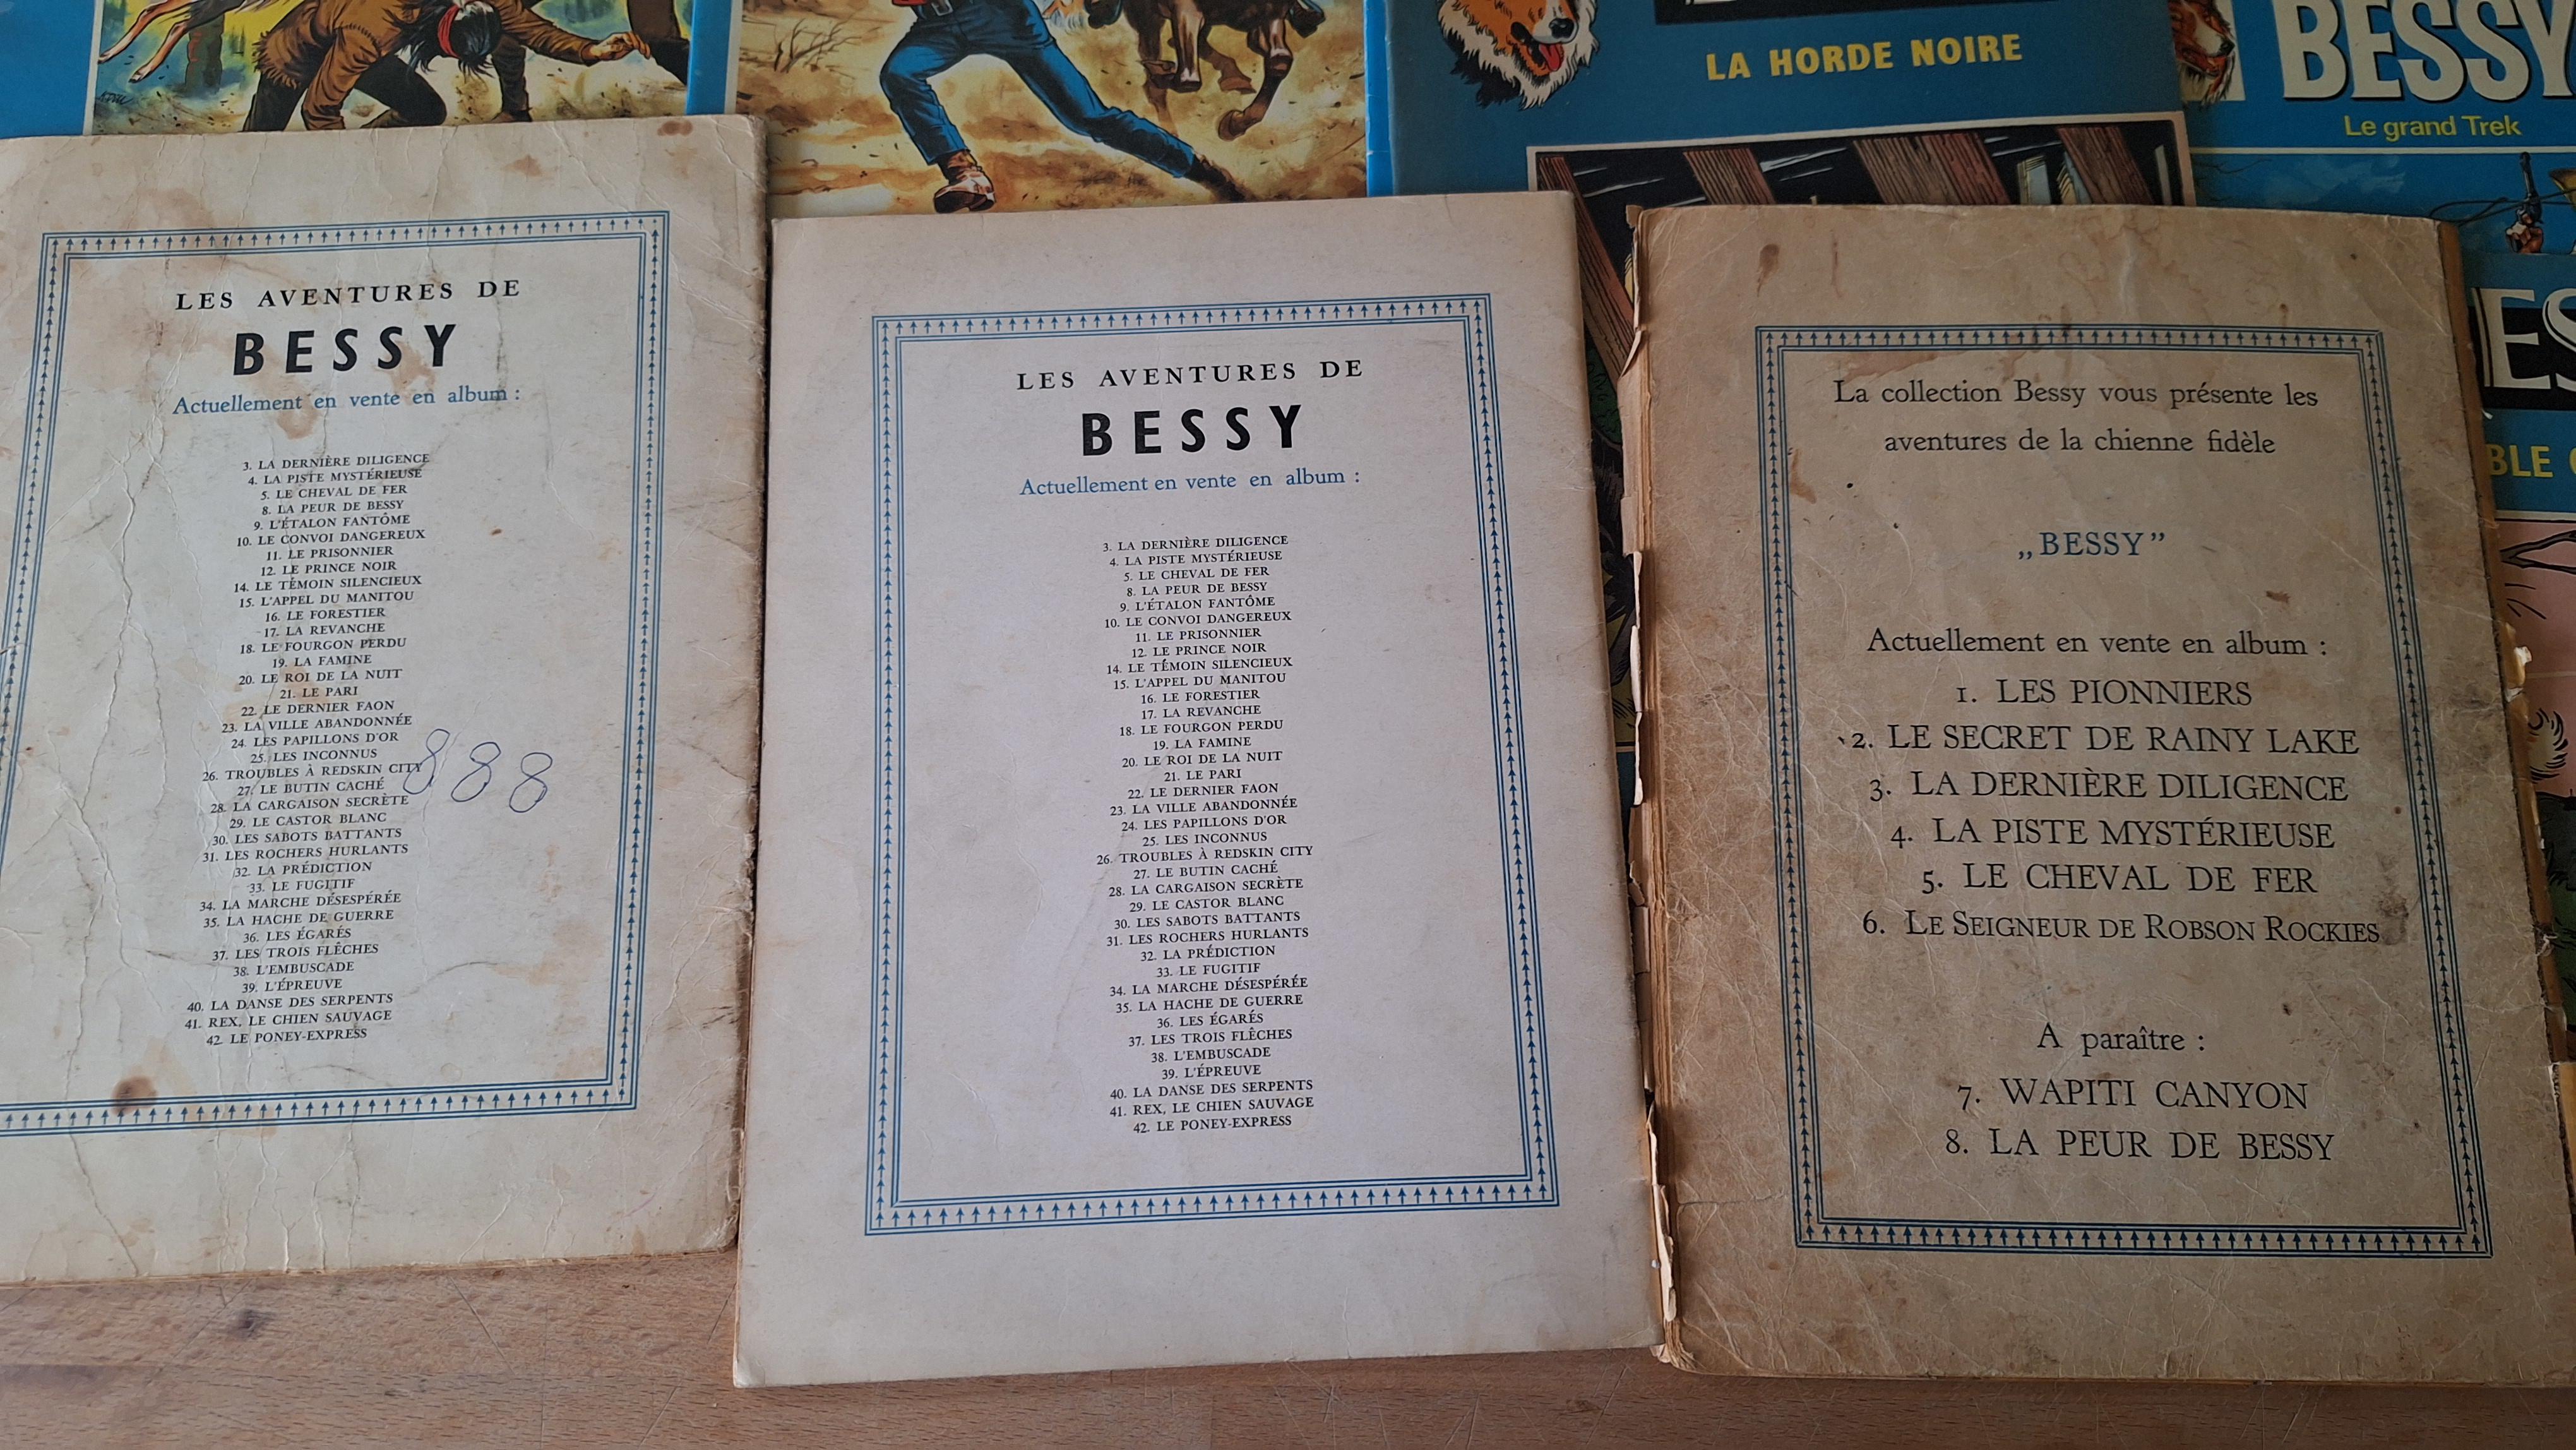 LA HORDE NOIRE
BESSY
Le grand Trek
LES AVENTURES DE
BESSY
Actuellement en vente en album :
3. LA DERNIÈRE DILIGENCE
4. LA PISTE MYSTÉRIEUSE
5. LE CHEVAL DE FER
8. LA PEUR DE BESSY
9. L'ÉTALON FANTÔME
10. LE CONVOI DANGEREUX
11. LE PRISONNIER
12. LE PRINCE NOIR
14. LE TÉMOIN SILENCIEUX
15. L'APPEL DU MANITOU
16. LE FORESTIER
17. LA REVANCHE
18. LE FOURGON PERDU
19. LA FAMINE
20. LE ROI DE LA NUIT
21. LE PARI
22. LE DERNIER FAON
23. LA VILLE ABANDONNÉE
24. LES PAPILLONS D'OR
25. LES INCONNUS
26. TROUBLES À REDSKIN CITY
27. LE BUTIN CACHÉ
28. LA CARGAISON SECRÈTE
29. LE CASTOR BLANC
30. LES SABOTS BATTANTS
31. LES ROCHERS HURLANTS
32. LA PRÉDICTION
33. LE FUGITIF
34. LA MARCHE DÉSESPÉRÉE
35. LA HACHE DE GUERRE
36. LES ÉGARÉS
37. LES TROIS FLÊCHES
38. L'EMBUSCADE
39. L'ÉPREUVE
40. LA DANSE DES SERPENTS
41. REX, LE CHIEN SAUVAGE
42. LE PONEY-EXPRESS
888
LES AVENTURES DE
BESSY
Actuellement en vente en album :
3. LA DERNIÈRE DILIGENCE
4. LA PISTE MYSTÉRIEUSE
5. LE CHEVAL DE FER
8. LA PEUR DE BESSY
9. L'ÉTALON FANTÔME
10. LE CONVOI DANGEREUX
11. LE PRISONNIER
12. LE PRINCE NOIR
14. LE TÉMOIN SILENCIEUX
15. L'APPEL DU MANITOU
16. LE FORESTIER
17. LA REVANCHE
18. LE FOURGON PERDU
19. LA FAMINE
20. LE ROI DE LA NUIT
21. LE PARI
22. LE DERNIER FAON
23. LA VILLE ABANDONNÉE
24. LES PAPILLONS D'OR
25. LES INCONNUS
26. TROUBLES À REDSKIN CITY
27. LE BUTIN CACHÉ
28. LA CARGAISON SECRÈTE
29. LE CASTOR BLANC
30. LES SABOTS BATTANTS
31. LES ROCHERS HURLANTS
32. LA PRÉDICTION
33. LE FUGITIF
34. LA MARCHE DÉSESPÉRÉE
35. LA HACHE DE GUERRE
36. LES ÉGARÉS
37. LES TROIS FLÊCHES
38. L'EMBUSCADE
39. L'ÉPREUVE
40. LA DANSE DES SERPENTS
41. REX, LE CHIEN SAUVAGE
42. LE PONEY-EXPRESS
La collection Bessy vous présente les
aventures de la chienne fidèle
„BESSY”
Actuellement en vente en album :
1. LES PIONNIERS
2. LE SECRET DE RAINY LAKE
3. LA DERNIÈRE DILIGENCE
4. LA PISTE MYSTÉRIEUSE
5. LE CHEVAL DE FER
6. LE SEIGNEUR DE ROBSON ROCKIES
A paraître :
7. WAPITI CANYON
8. LA PEUR DE BESSY